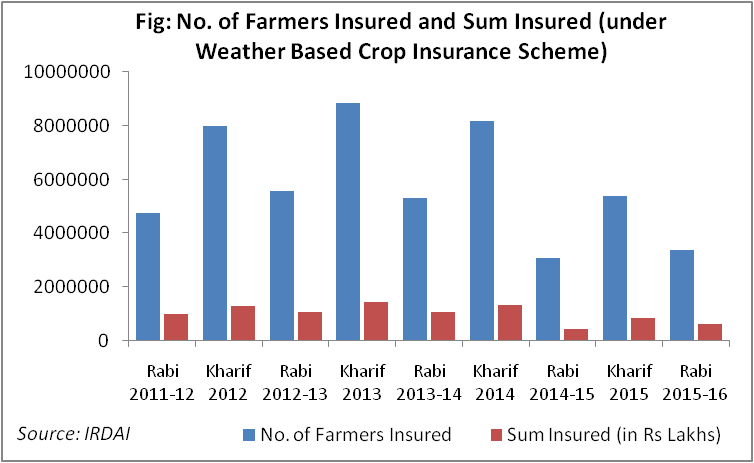 Fig: No. of Farmers Insured and Sum Insured (under
Weather Based Crop Insurance Scheme)
10000000
8000000
6000000
4000000
2000000
0
Rabi Kharif Rabi Kharif Rabi Kharif Rabi Kharif Rabi
2011-12 2012 2012-13 2013 2013-14 2014 2014-15 2015 2015-16
Source: IRDAI No. of Farmers Insured Sum Insured (in Rs Lakhs)